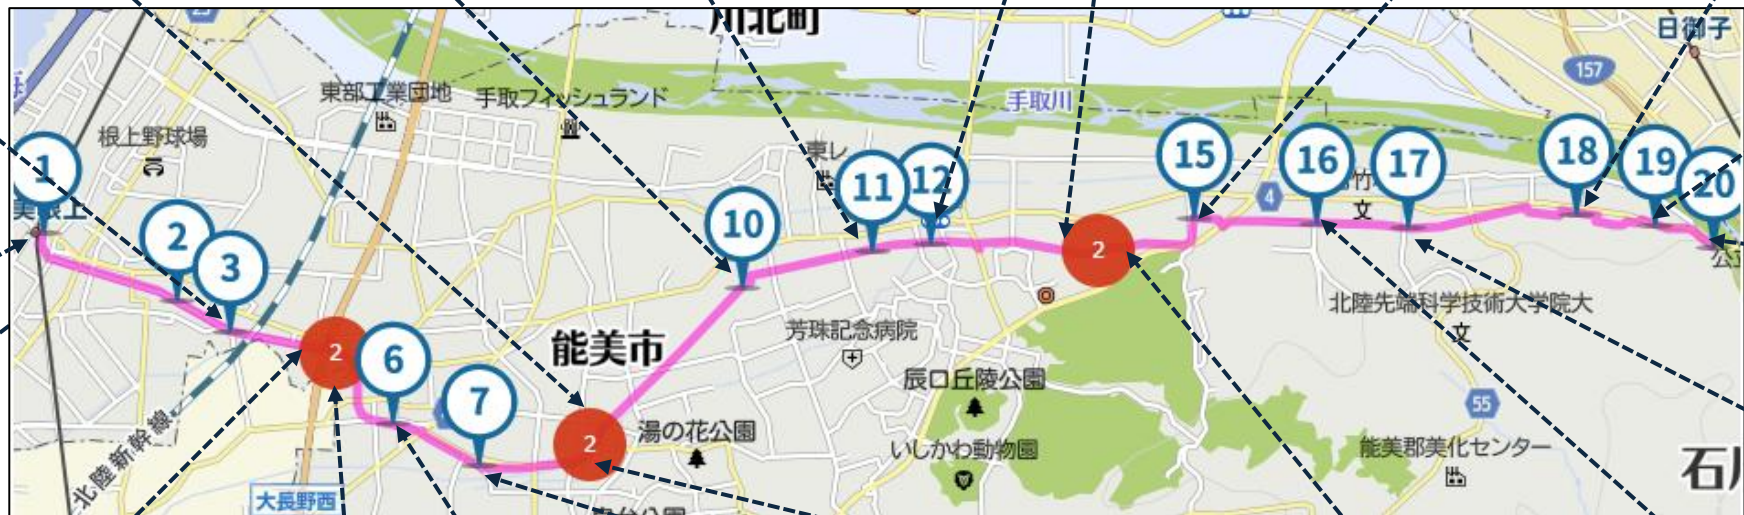 川北町
日御子
157
東部工業団地
手取フィッシュランド
手取川
根上野球場
東レ
1
2
3
2
6
7
2
10
11
12
2
15
16
17
18
19
20
4
能美市
芳珠記念病院
北陸先端科学技術大学院大
文
文
辰口丘陵公園
湯の花公園
いしかわ動物園
55
能美郡美化センター
石川
北陸新幹線
大長野西